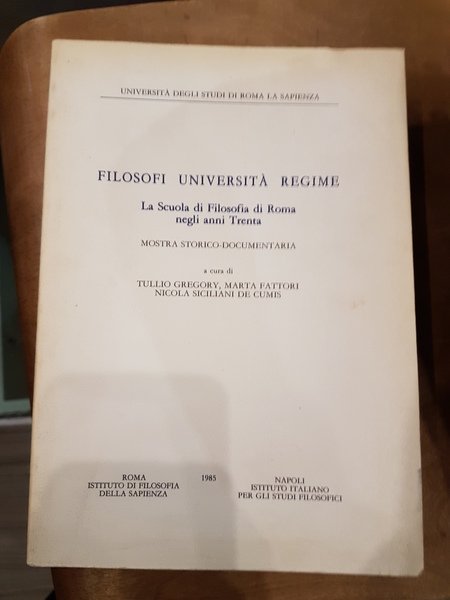 UNIVERSITÀ DEGLI STUDI DI ROMA LA SAPIENZA
FILOSOFI UNIVERSITÀ REGIME
La Scuola di Filosofia di Roma
negli anni Trenta
MOSTRA STORICO-DOCUMENTARIA
a cura di
TULLIO GREGORY, MARTA FATTORI
NICOLA SICILIANI DE CUMIS
ROMA
ISTITUTO DI FILOSOFIA
DELLA SAPIENZA
1985
NAPOLI
ISTITUTO ITALIANO
PER GLI STUDI FILOSOFICI